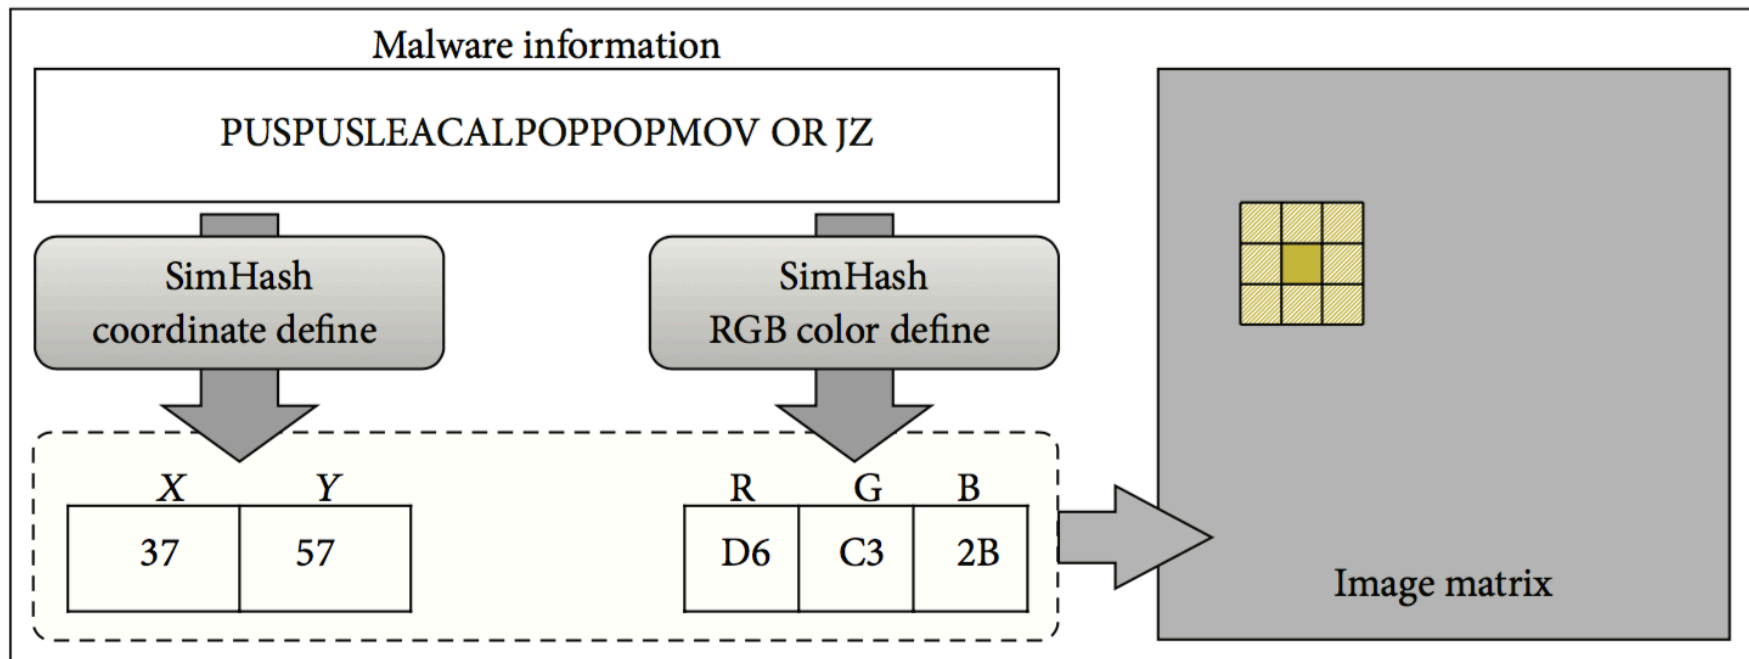 Malware information
PUSPUSLEACALPOPPOPMOV OR JZ
SimHash
coordinate define
SimHash
RGB color define
X Y
37 57
R G B
D6 C3 2B
Image matrix